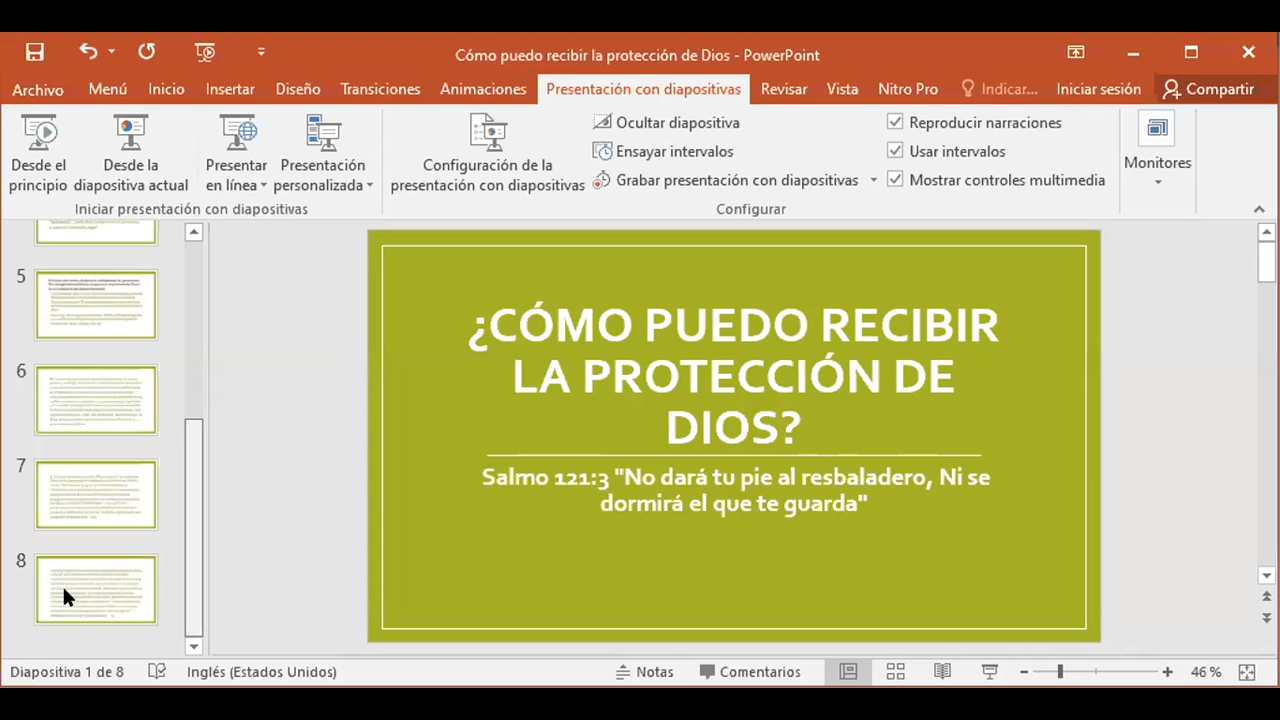 Cómo puedo recibir la protección de Dios - PowerPoint
Archivo Menú Inicio Insertar Diseño Transiciones Animaciones Presentación con diapositivas Revisar Vista Nitro Pro Indicar... Iniciar sesión Compartir
Desde el
principio
Desde la
diapositiva actual
Presentar
en línea
Presentación
personalizada
Iniciar presentación con diapositivas
Configuración de la
presentación con diapositivas
Ocultar diapositiva
Ensayar intervalos
Grabar presentación con diapositivas
Reproducir narraciones
Usar intervalos
Mostrar controles multimedia
Configurar
Monitores
5
6
7
8
¿CÓMO PUEDO RECIBIR
LA PROTECCIÓN DE
DIOS?
Salmo 121:3 "No dará tu pie al resbaladero, Ni se
dormirá el que te guarda"
Diapositiva 1 de 8 Inglés (Estados Unidos) Notas Comentarios 46 %